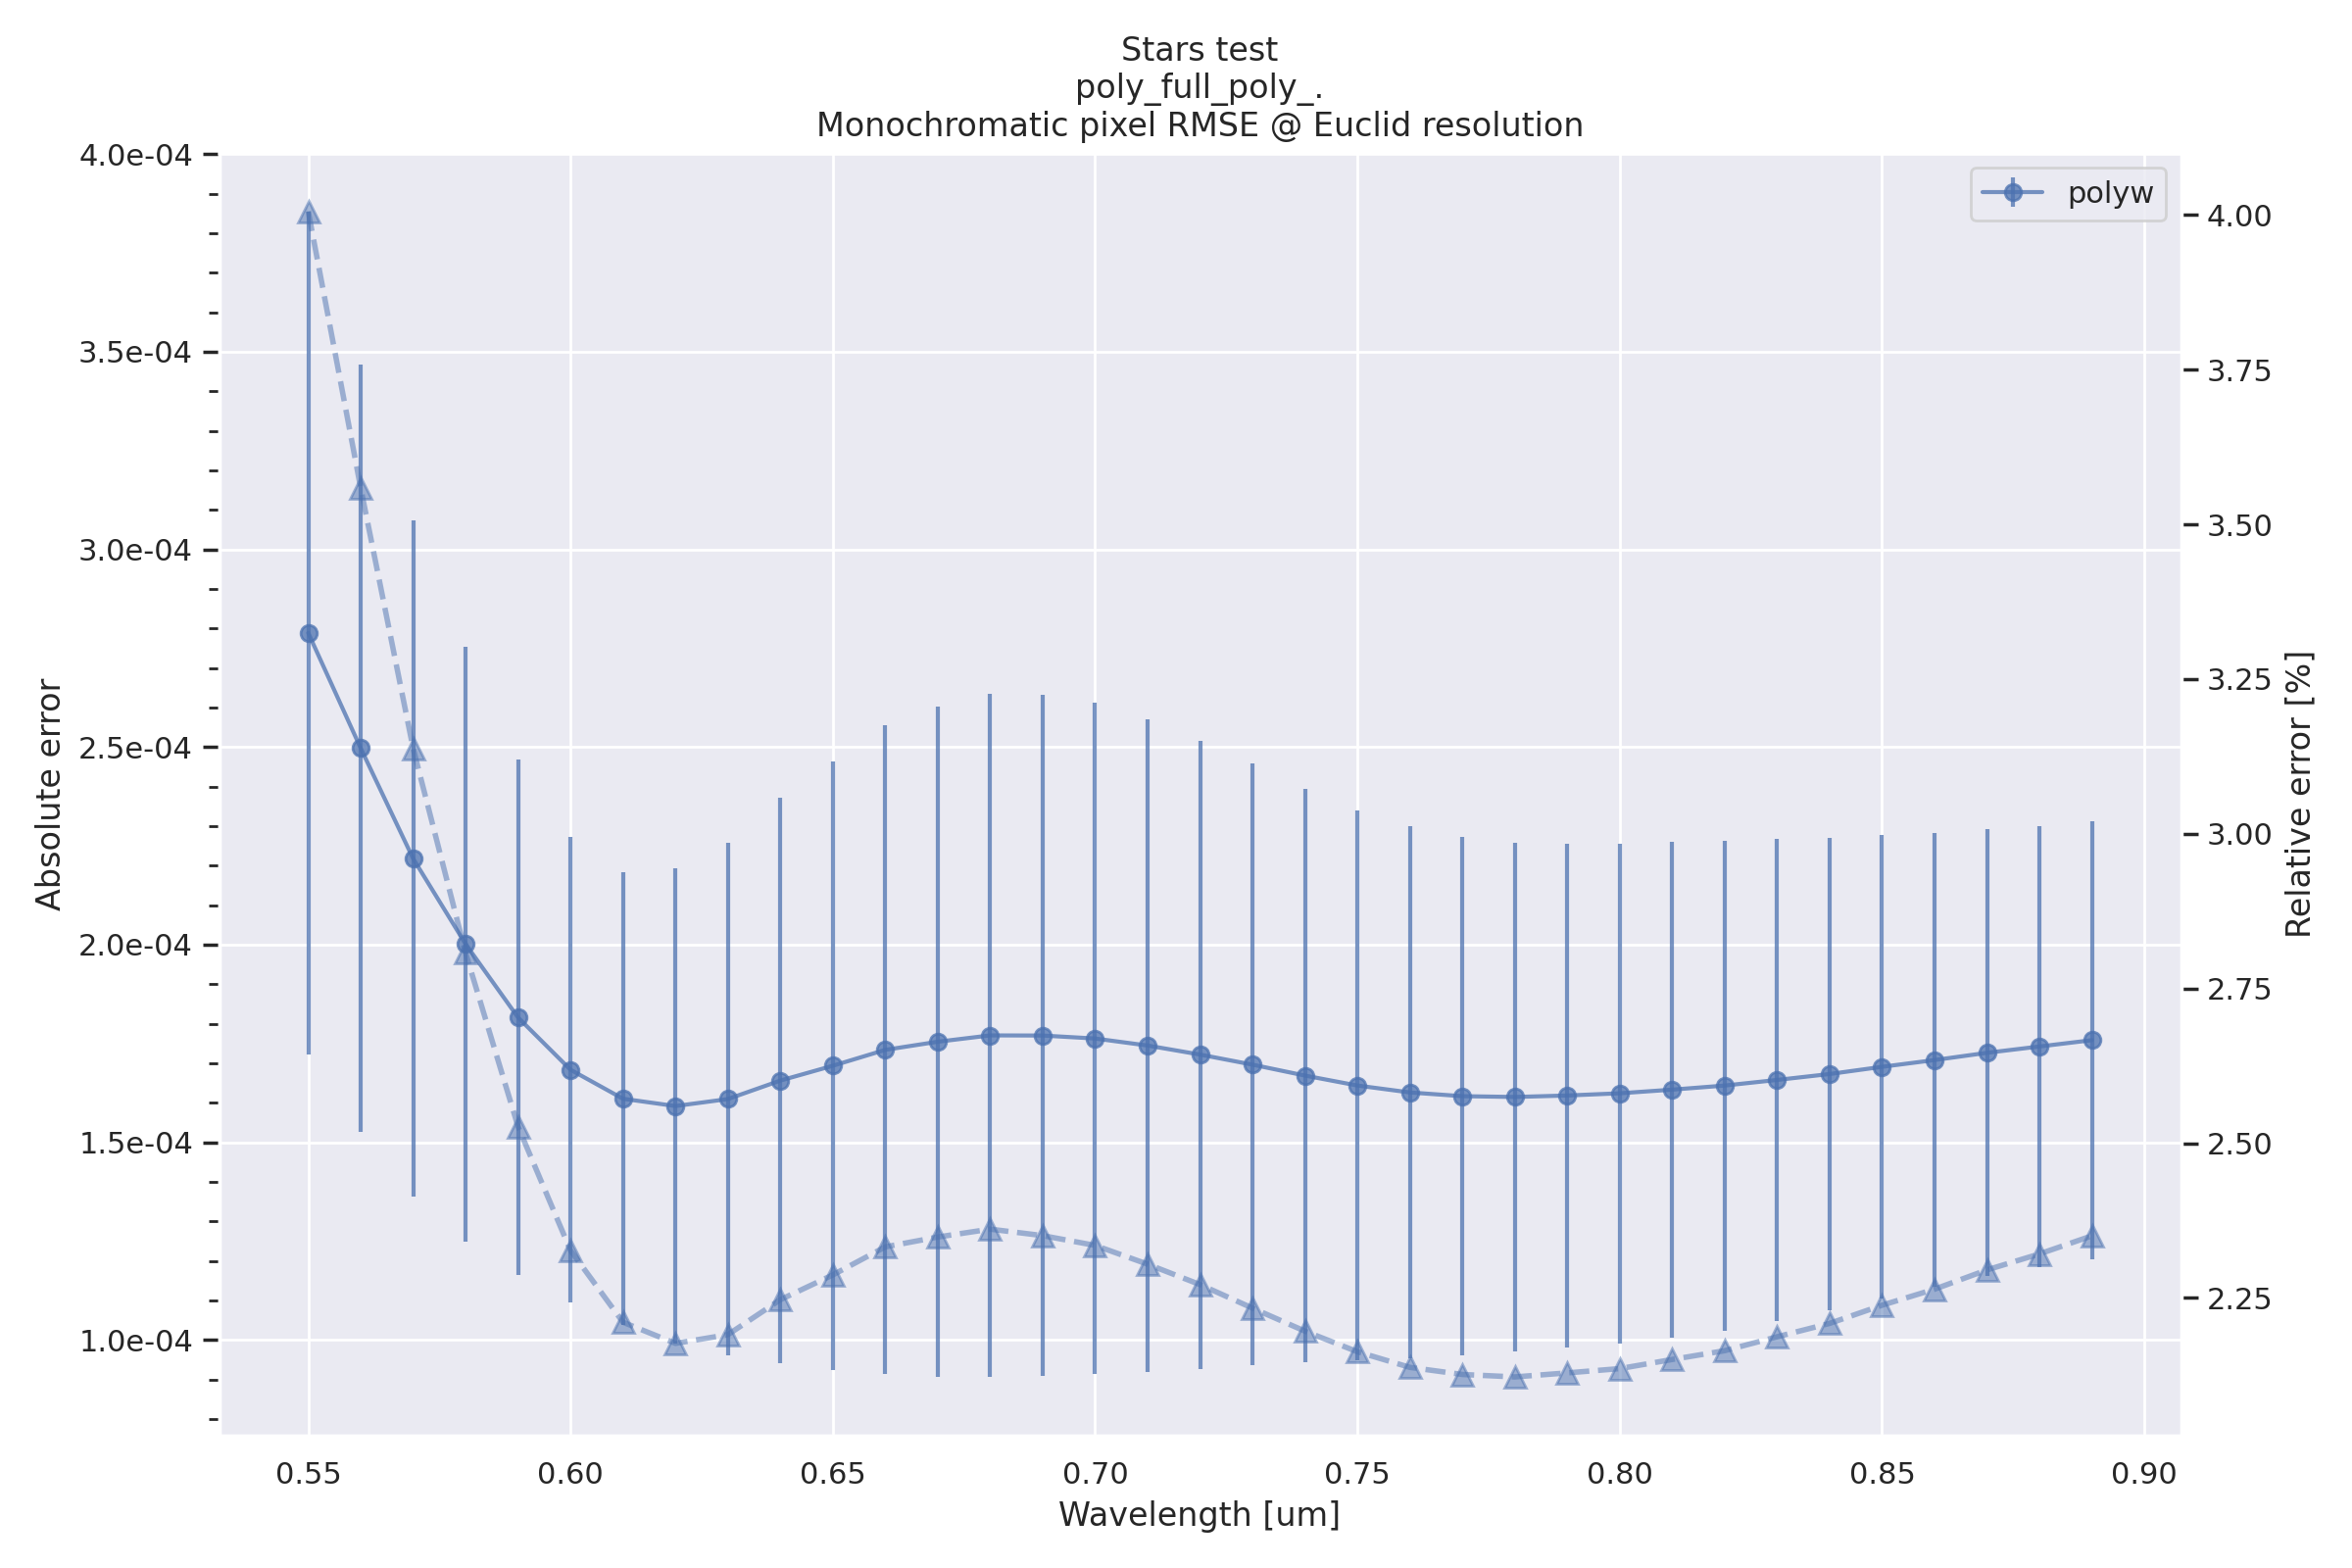 Stars test
poly_full_poly_.
Monochromatic pixel RMSE @ Euclid resolution
polyw
Absolute error
4.0e-04
3.5e-04
3.0e-04
2.5e-04
2.0e-04
1.5e-04
1.0e-04
4.00
3.75
3.50
3.25
3.00
2.75
2.50
2.25
Relative error [%]
0.55 0.60 0.65 0.70 0.75 0.80 0.85 0.90
Wavelength [um]